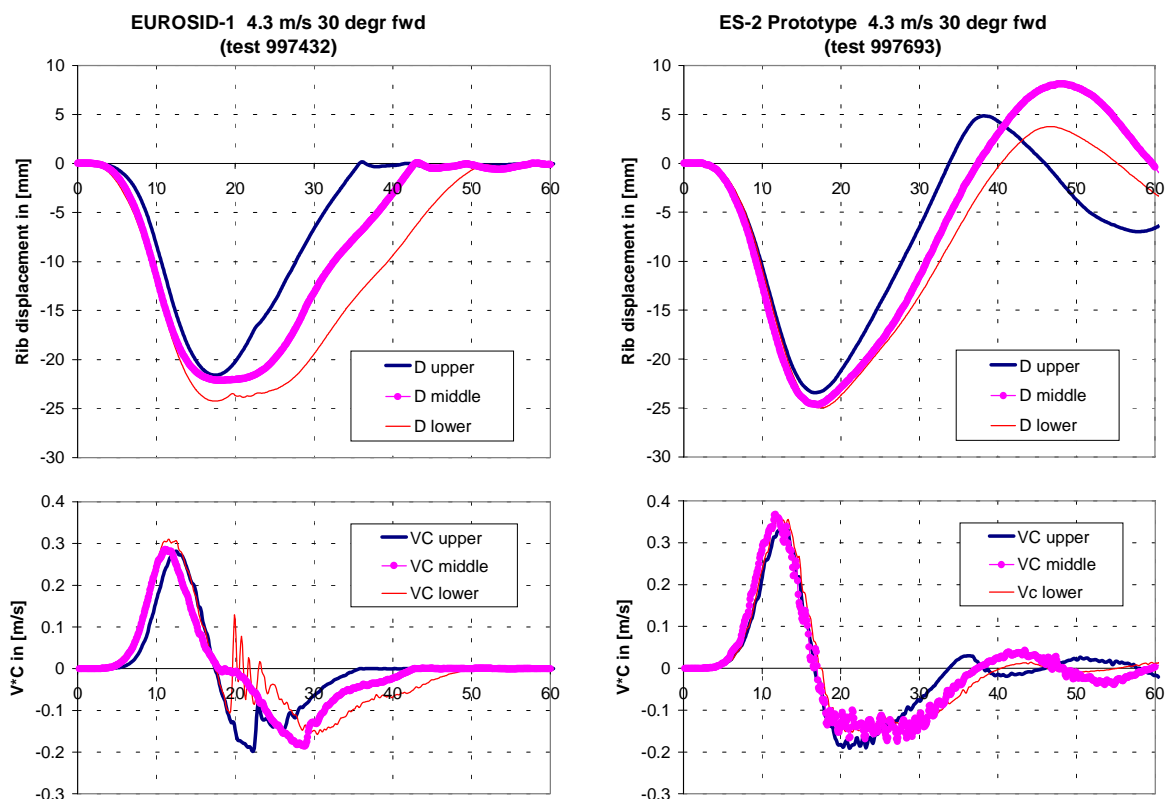 EUROSID-1 4.3 m/s 30 degr fwd
(test 997432)
10
5
0
-5
-10
-15
-20
-25
-30
0 10 20 30 40 50 60
Rib displacement in [mm]
D upper
D middle
D lower
ES-2 Prototype 4.3 m/s 30 degr fwd
(test 997693)
10
5
0
-5
-10
-15
-20
-25
-30
0 10 20 30 40 50 60
Rib displacement in [mm]
D upper
D middle
D lower
0.4
0.3
0.2
0.1
0
-0.1
-0.2
-0.3
0 10 20 30 40 50 60
V*C in [m/s]
VC upper
VC middle
VC lower
0.4
0.3
0.2
0.1
0
-0.1
-0.2
-0.3
0 10 20 30 40 50 60
V*C in [m/s]
VC upper
VC middle
Vc lower